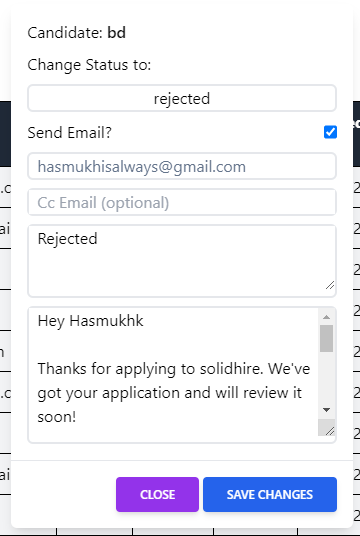 Candidate: bd
Change Status to:
rejected
Send Email?
hasmukhisalways@gmail.com
Cc Email (optional)
Rejected
Hey Hasmukhk
Thanks for applying to solidhire. We've
got your application and will review it
soon!
CLOSE
SAVE CHANGES